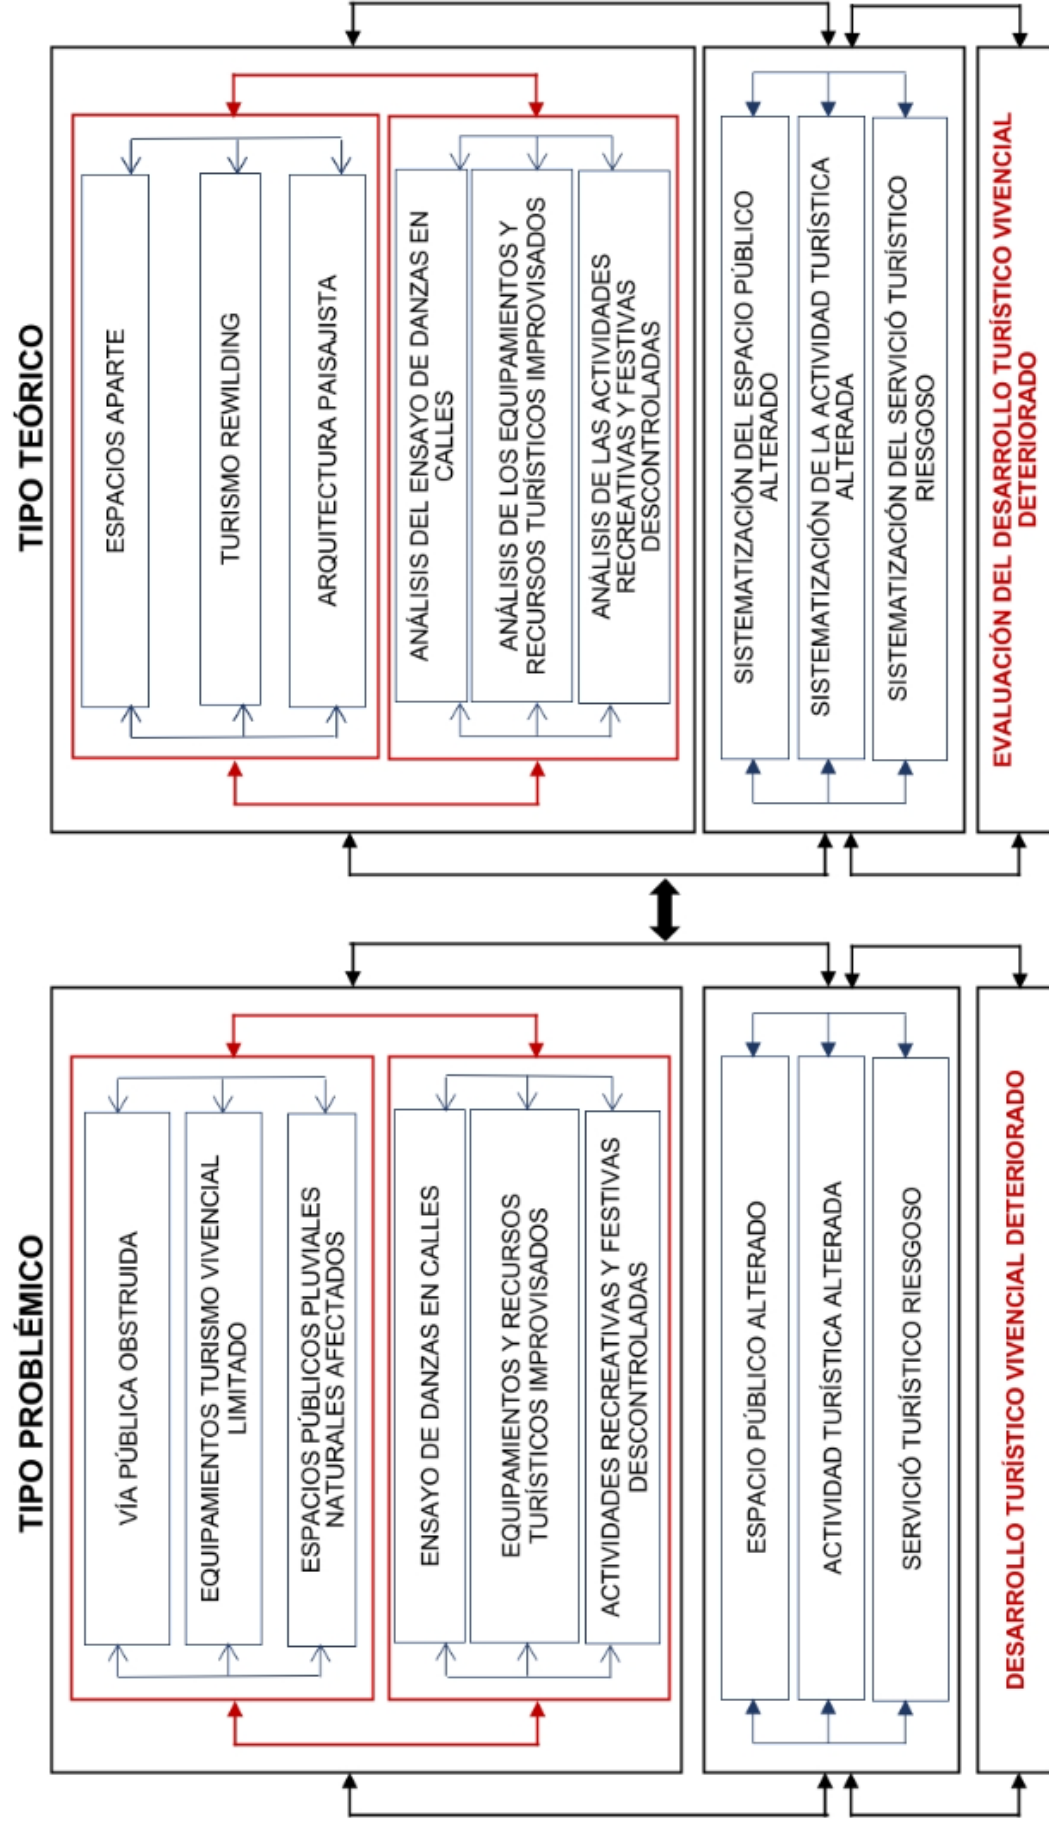 TIPO PROBLÉMICO
VÍA PÚBLICA OBSTRUIDA
EQUIPAMIENTOS TURISMO VIVENCIAL
LIMITADO
ESPACIOS PÚBLICOS PLUVIALES
NATURALES AFECTADOS
ENSAYO DE DANZAS EN CALLES
EQUIPAMIENTOS Y RECURSOS
TURÍSTICOS IMPROVISADOS
ACTIVIDADES RECREATIVAS Y FESTIVAS
DESCONTROLADAS
ESPACIO PÚBLICO ALTERADO
ACTIVIDAD TURÍSTICA ALTERADA
SERVICIÓ TURÍSTICO RIESGOSO
DESARROLLO TURÍSTICO VIVENCIAL DETERIORADO
TIPO TEÓRICO
ESPACIOS APARTE
TURISMO REWILDING
ARQUITECTURA PAISAJISTA
ANÁLISIS DEL ENSAYO DE DANZAS EN
CALLES
ANÁLISIS DE LOS EQUIPAMIENTOS Y
RECURSOS TURÍSTICOS IMPROVISADOS
ANÁLISIS DE LAS ACTIVIDADES
RECREATIVAS Y FESTIVAS
DESCONTROLADAS
SISTEMATIZACIÓN DEL ESPACIO PÚBLICO
ALTERADO
SISTEMATIZACIÓN DE LA ACTIVIDAD TURÍSTICA
ALTERADA
SISTEMATIZACIÓN DEL SERVICIÓ TURÍSTICO
RIESGOSO
EVALUACIÓN DEL DESARROLLO TURÍSTICO VIVENCIAL
DETERIORADO